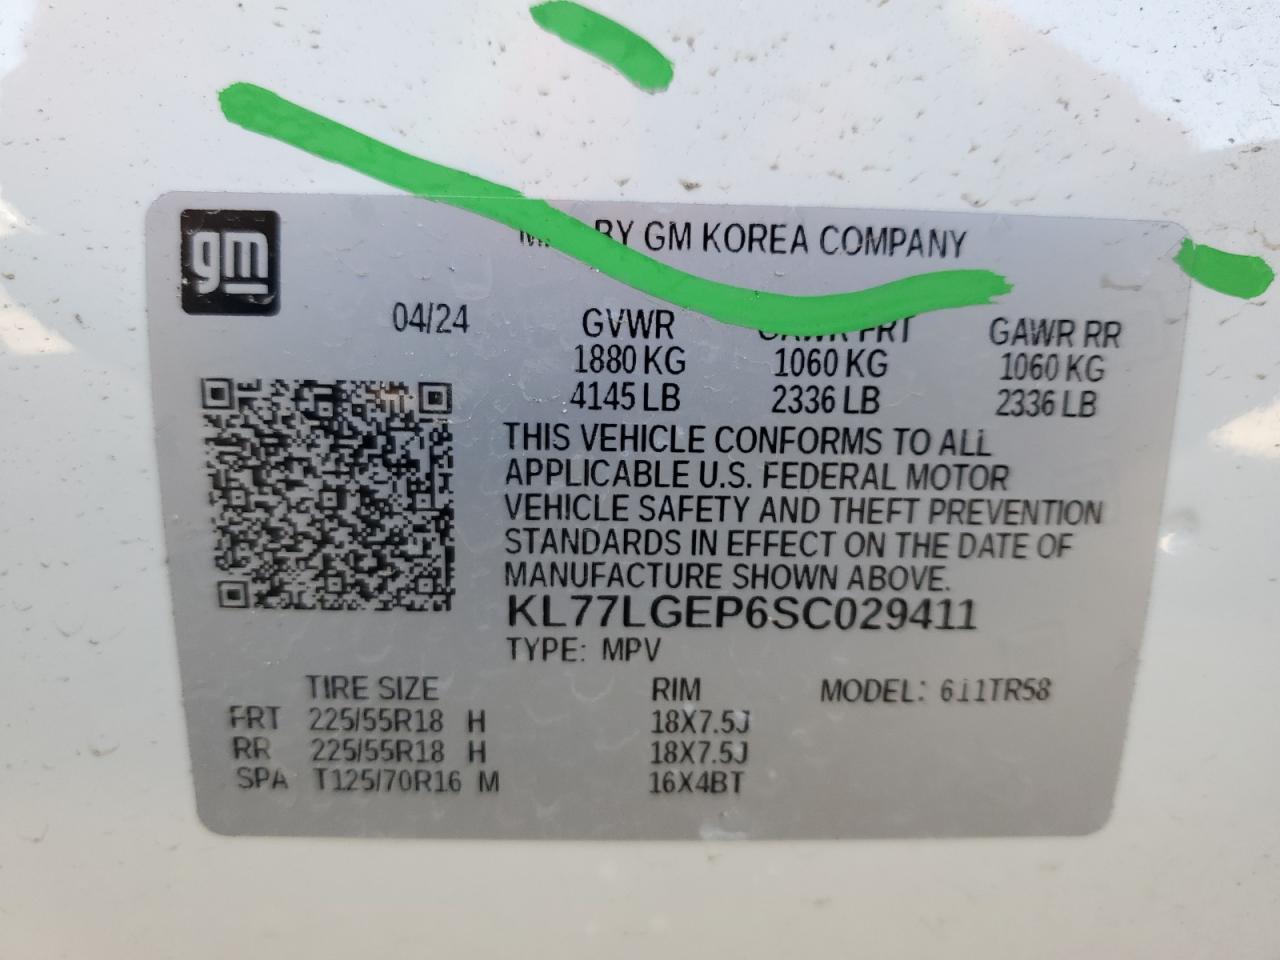 gm
BY GM KOREA COMPANY
04/24 GVWR GAWR FRT GAWR RR
1880 KG 1060 KG 1060 KG
4145 LB 2336 LB 2336 LB
THIS VEHICLE CONFORMS TO ALL
APPLICABLE U.S. FEDERAL MOTOR
VEHICLE SAFETY AND THEFT PREVENTION
STANDARDS IN EFFECT ON THE DATE OF
MANUFACTURE SHOWN ABOVE.
KL77LGEP6SC029411
TYPE: MPV
TIRE SIZE RIM MODEL: 611TR58
FRT 225/55R18 H 18X7.5J
RR 225/55R18 H 18X7.5J
SPA T125/70R16 M 16X4BT